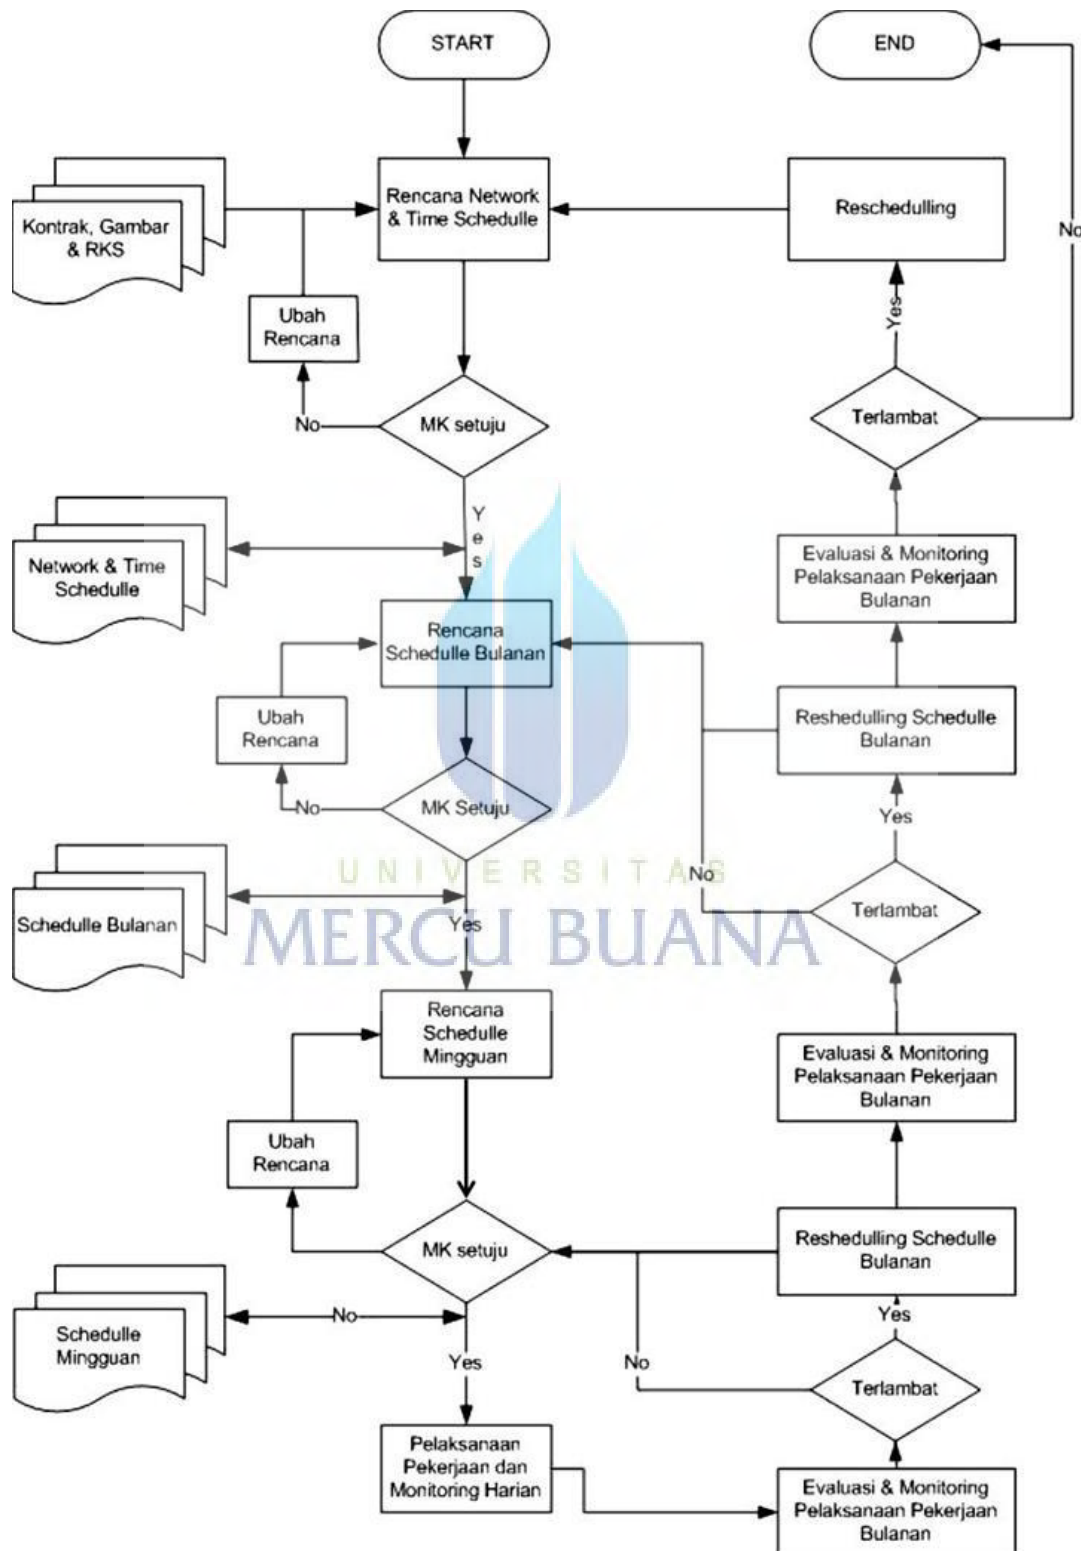 START
END
Kontrak, Gambar
& RKS
Rencana Network
& Time Schedulle
Reschedulling
No
Ubah
Rencana
Yes
No
MK setuju
Terlambat
Network & Time
Schedulle
Yes
Evaluasi & Monitoring
Pelaksanaan Pekerjaan
Bulanan
Rencana
Schedulle Bulanan
Ubah
Rencana
Reshedulling Schedulle
Bulanan
No
MK Setuju
Yes
UNIVERSITAS
MERCU BUANA
No
Schedulle Bulanan
Yes
Terlambat
Rencana
Schedulle
Mingguan
Evaluasi & Monitoring
Pelaksanaan Pekerjaan
Bulanan
Ubah
Rencana
MK setuju
Reshedulling Schedulle
Bulanan
Schedulle
Mingguan
No
Yes
No
Yes
Terlambat
Pelaksanaan
Pekerjaan dan
Monitoring Harian
Evaluasi & Monitoring
Pelaksanaan Pekerjaan
Bulanan